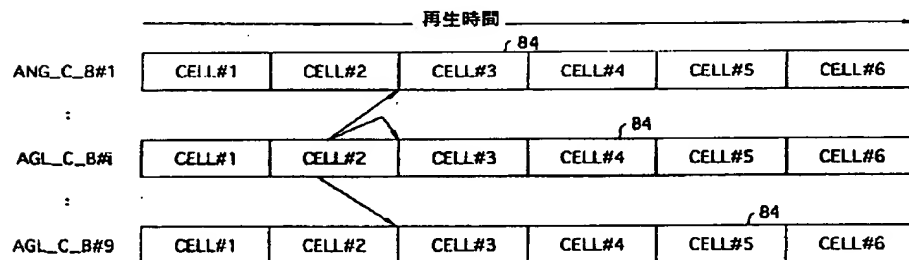 再生時間
84
ANG_C_B#1 CELL#1 CELL#2 CELL#3 CELL#4 CELL#5 CELL#6
:
84
AGL_C_B#i CELL#1 CELL#2 CELL#3 CELL#4 CELL#5 CELL#6
:
84
AGL_C_B#9 CELL#1 CELL#2 CELL#3 CELL#4 CELL#5 CELL#6